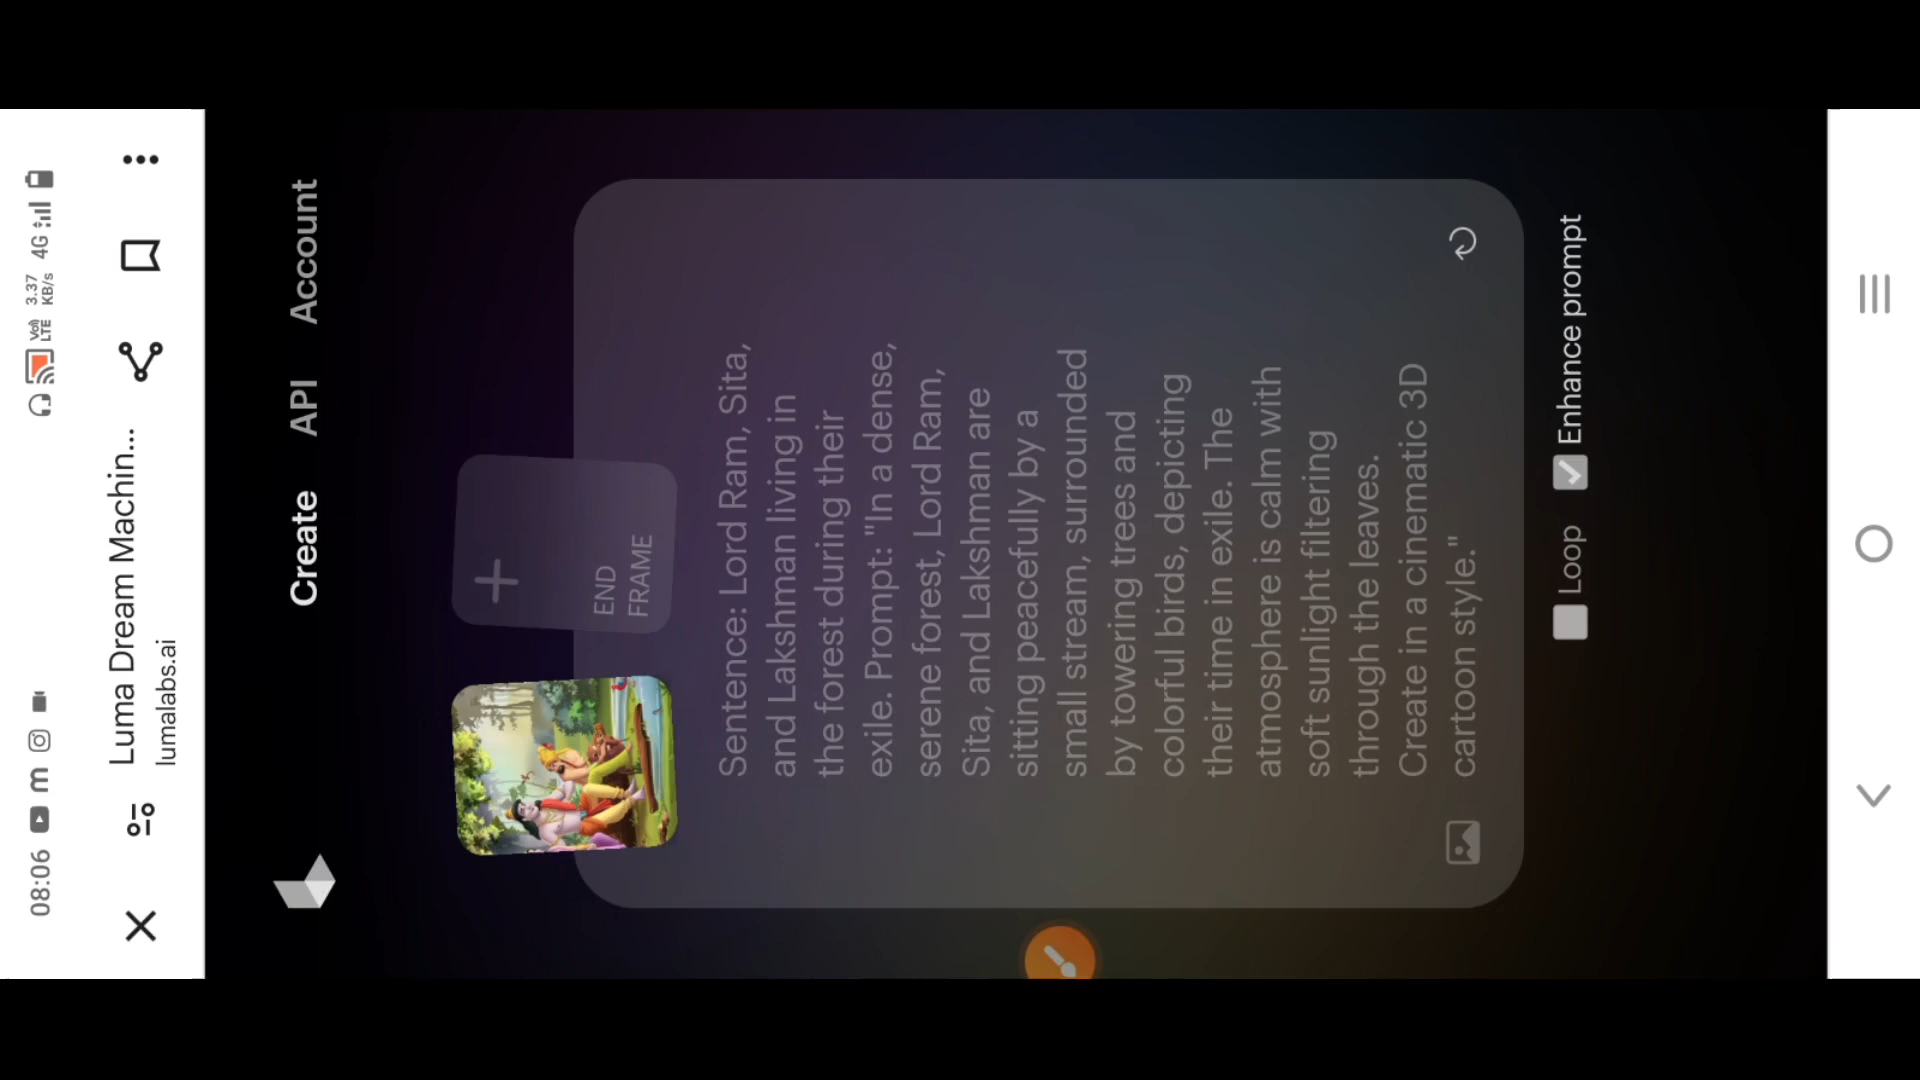 08:06
3.37
KB/s
Vo))
LTE
4G
Luma Dream Machin...
lumalabs.ai
Create API Account
END
FRAME
Sentence: Lord Ram, Sita,
and Lakshman living in
the forest during their
exile. Prompt: "In a dense,
serene forest, Lord Ram,
Sita, and Lakshman are
sitting peacefully by a
small stream, surrounded
by towering trees and
colorful birds, depicting
their time in exile. The
atmosphere is calm with
soft sunlight filtering
through the leaves.
Create in a cinematic 3D
cartoon style."
Loop Enhance prompt